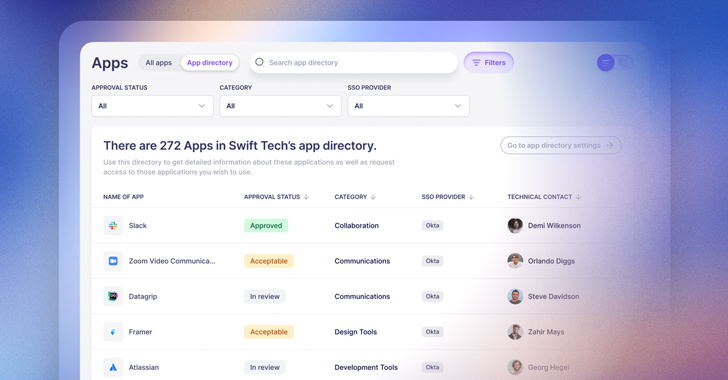 Apps All apps App directory Search app directory Filters
APPROVAL STATUS CATEGORY SSO PROVIDER
All All All
There are 272 Apps in Swift Tech's app directory. Go to app directory settings
Use this directory to get detailed information about these applications as well as request
access to those applications you wish to use.
NAME OF APP APPROVAL STATUS CATEGORY SSO PROVIDER TECHNICAL CONTACT
Slack Approved Collaboration Okta Demi Wilkenson
Zoom Video Communica... Acceptable Communications Okta Orlando Diggs
Datagrip In review Communications Okta Steve Davidson
Framer Acceptable Design Tools Okta Zahir Mays
Atlassian In review Development Tools Okta Georg Hegel